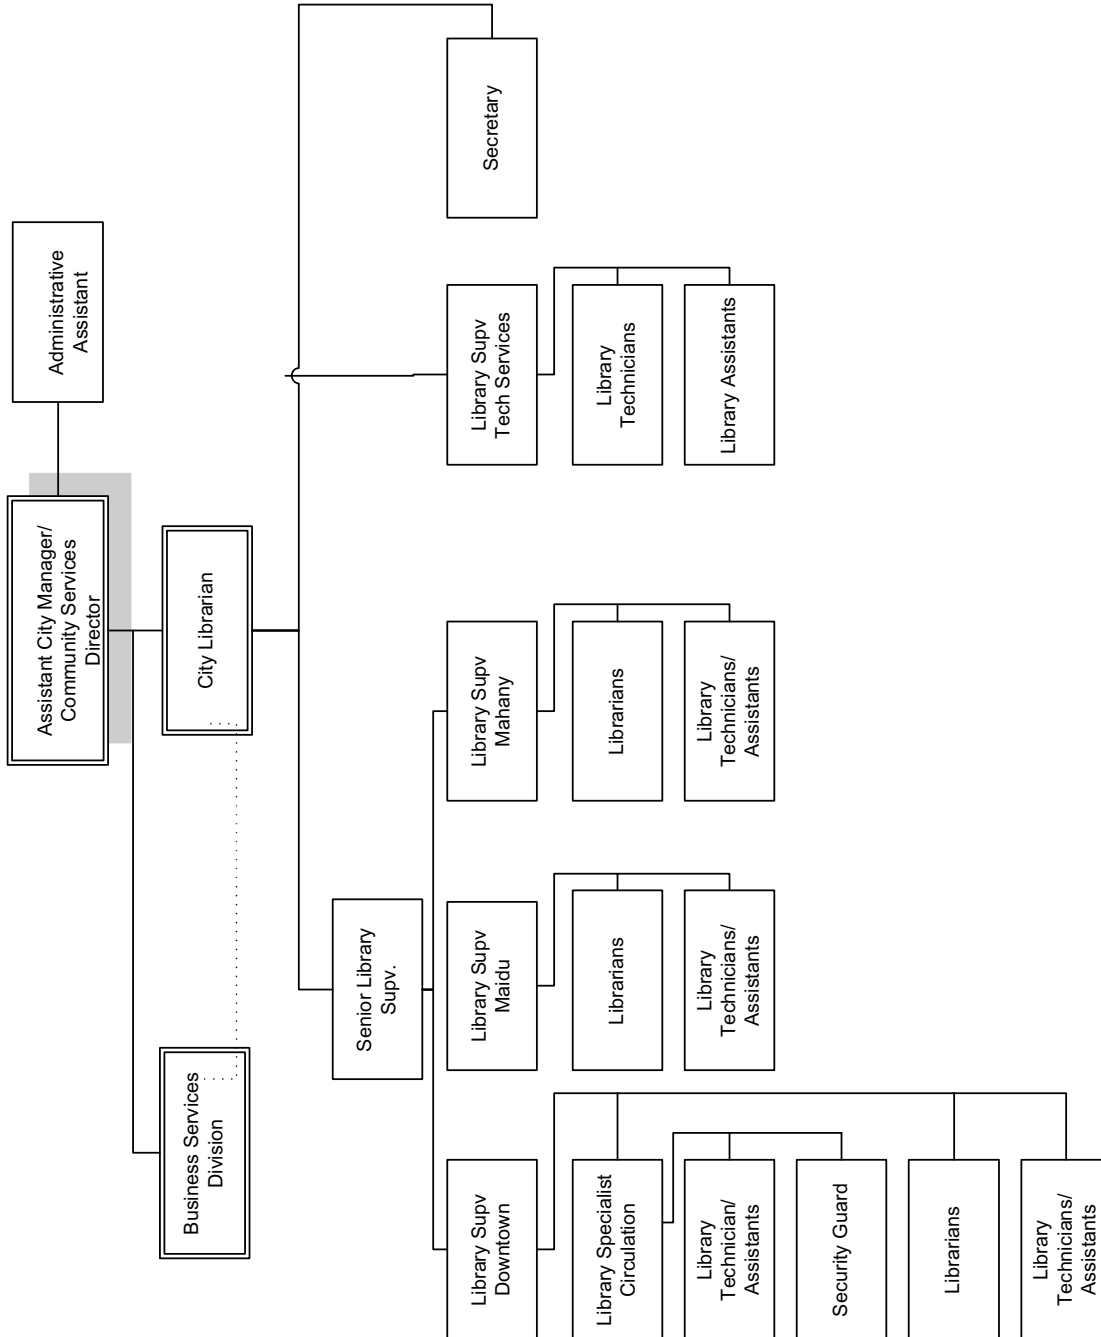 Assistant City Manager/
Community Services
Director
Administrative
Assistant
Business Services
Division
City Librarian
Senior Library
Supv.
Secretary
Library Supv
Downtown
Library Supv
Maidu
Library Supv
Mahany
Library Supv
Tech Services
Library Specialist
Circulation
Librarians
Librarians
Library
Technicians
Library
Technician/
Assistants
Library
Technicians/
Assistants
Library
Technicians/
Assistants
Library Assistants
Security Guard
Librarians
Library
Technicians/
Assistants